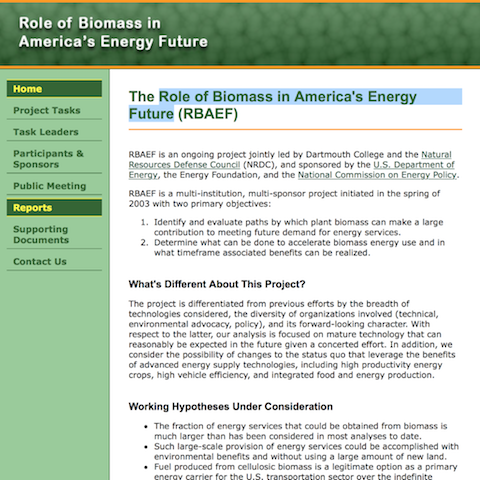 Role of Biomass in
America's Energy Future
Home
Project Tasks
Task Leaders
Participants &
Sponsors
Public Meeting
Reports
Supporting
Documents
Contact Us
The Role of Biomass in America's Energy
Future (RBAEF)
RBAEF is an ongoing project jointly led by Dartmouth College and the Natural
Resources Defense Council (NRDC), and sponsored by the U.S. Department of
Energy, the Energy Foundation, and the National Commission on Energy Policy.
RBAEF is a multi-institution, multi-sponsor project initiated in the spring of
2003 with two primary objectives:
1. Identify and evaluate paths by which plant biomass can make a large
contribution to meeting future demand for energy services.
2. Determine what can be done to accelerate biomass energy use and in
what timeframe associated benefits can be realized.
What's Different About This Project?
The project is differentiated from previous efforts by the breadth of
technologies considered, the diversity of organizations involved (technical,
environmental advocacy, policy), and its forward-looking character. With
respect to the latter, our analysis is focused on mature technology that can
reasonably be expected in the future given a concerted effort. In addition, we
consider the possibility of changes to the status quo that leverage the benefits
of advanced energy supply technologies, including high productivity energy
crops, high vehicle efficiency, and integrated food and energy production.
Working Hypotheses Under Consideration
• The fraction of energy services that could be obtained from biomass is
much larger than has been considered in most analyses to date.
• Such large-scale provision of energy services could be accomplished with
environmental benefits and without using a large amount of new land.
• Fuel produced from cellulosic biomass is a legitimate option as a primary
energy carrier for the U.S. transportation sector over the indefinite